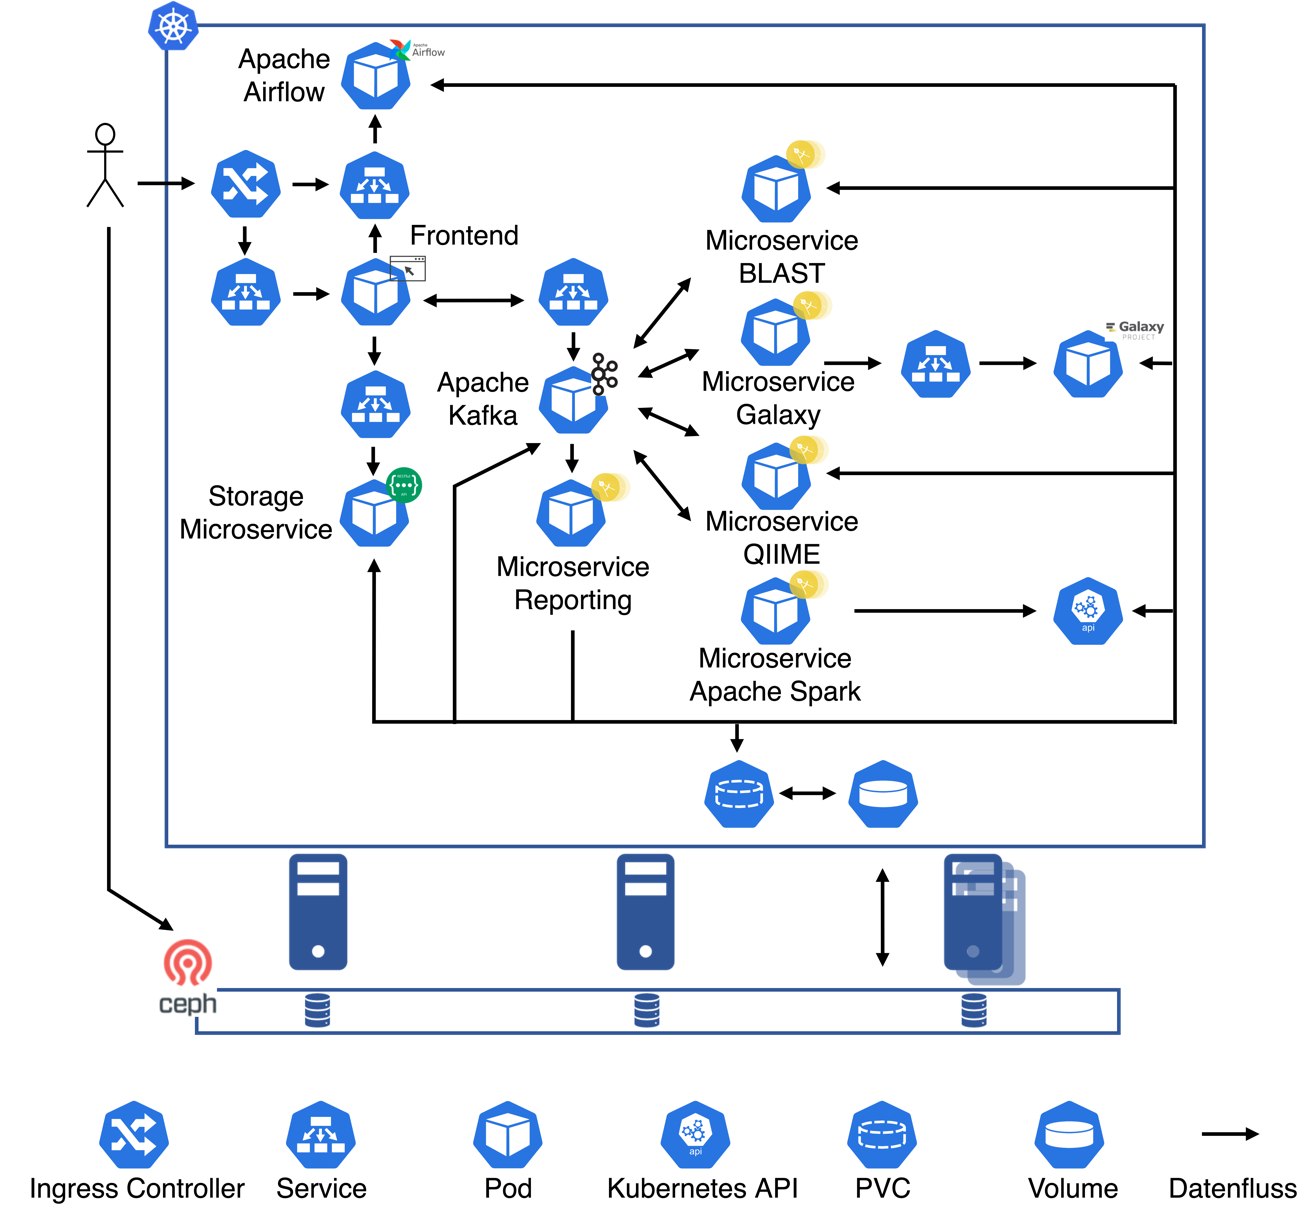 Apache
Airflow
Apache
Airflow
Frontend
Microservice
BLAST
Galaxy
PROJECT
Apache
Kafka
Microservice
Galaxy
Storage
Microservice
Microservice
QIIME
Microservice
Reporting
api
Microservice
Apache Spark
ceph
api
Ingress Controller
Service
Pod
Kubernetes API
PVC
Volume
Datenfluss